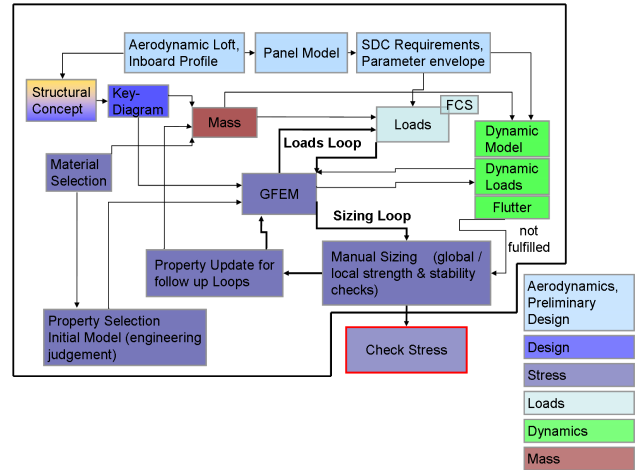 Aerodynamic Loft,
Inboard Profile
Panel Model
SDC Requirements,
Parameter envelope
Structural
Concept
Key-
Diagram
Mass
FCS
Loads
Dynamic
Model
Loads Loop
Material
Selection
GFEM
Dynamic
Loads
Flutter
Sizing Loop
not
fulfilled
Property Update for
follow up Loops
Manual Sizing (global /
local strength & stability
checks)
Property Selection
Initial Model (engineering
judgement)
Check Stress
Aerodynamics,
Preliminary
Design
Design
Stress
Loads
Dynamics
Mass